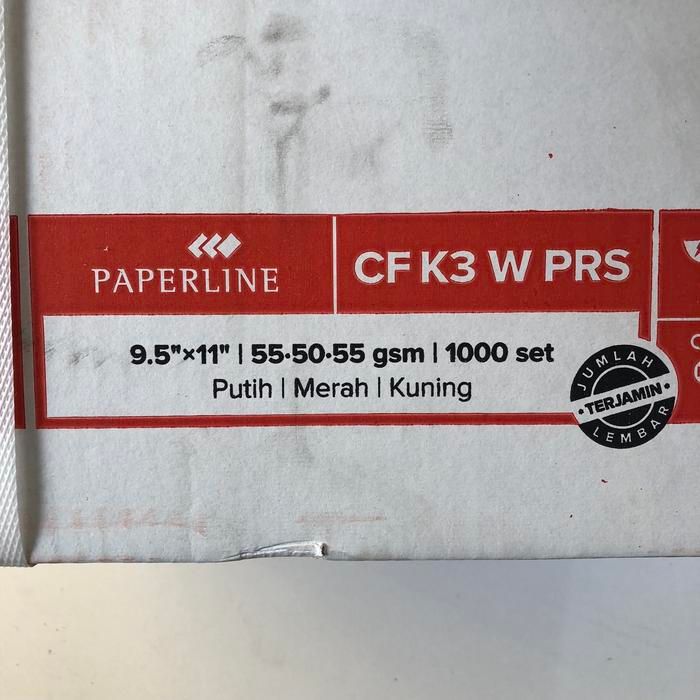 PAPERLINE
CF K3 W PRS
9.5"×11" | 55·50·55 gsm | 1000 set
Putih | Merah | Kuning
JUMLAH
·TERJAMIN·
LEMBAR